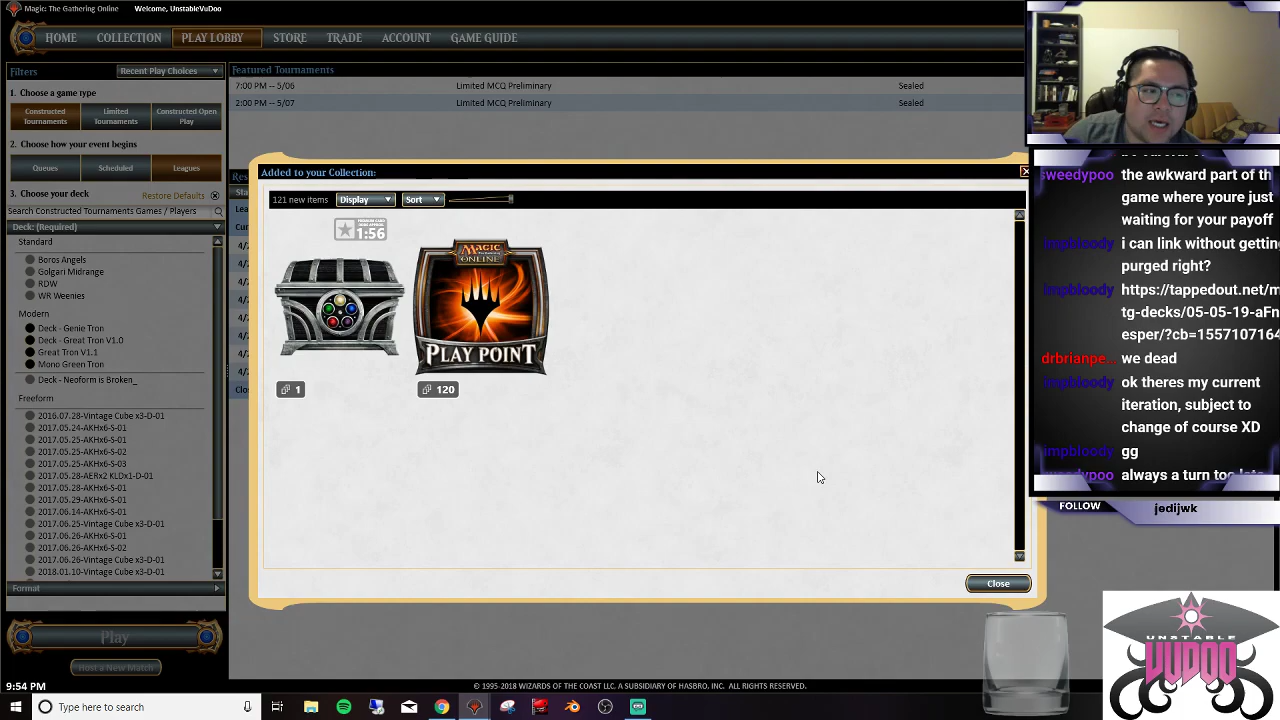 Magic: The Gathering Online
Welcome, UnstableVuDoo
HOME COLLECTION PLAY LOBBY STORE TRADE ACCOUNT GAME GUIDE
Filters
Recent Play Choices
1. Choose a game type
Constructed Tournaments
Limited Tournaments
Constructed Open Play
2. Choose how your event begins
Queues Scheduled Leagues
3. Choose your deck
Restore Defaults
Search Constructed Tournaments Games / Players
Deck: (Required)
Standard
Boros Angels
Golgari Midrange
RDW
WR Weenies
Modern
Deck - Genie Tron
Deck - Great Tron V1.0
Great Tron V1.1
Mono Green Tron
Deck - Neoform is Broken_
Freeform
2016.07.28-Vintage Cube x3-D-01
2017.05.24-AKHx6-S-01
2017.05.25-AKHx6-S-02
2017.05.25-AKHx6-S-03
2017.05.28-AERx2 KLDx1-D-01
2017.05.28-AKHx6-S-01
2017.05.29-AKHx6-S-01
2017.06.14-AKHx6-S-01
2017.06.25-Vintage Cube x3-D-01
2017.06.26-AKHx6-S-01
2017.06.26-AKHx6-S-02
2017.06.26-Vintage Cube x3-D-01
2018.01.10-Vintage Cube x3-D-01
Format
Play
Host a New Match
Featured Tournaments
7:00 PM -- 5/06 Limited MCQ Preliminary Sealed
2:00 PM -- 5/07 Limited MCQ Preliminary Sealed
Added to your Collection:
121 new items
Display
Sort
1:56
MAGIC ONLINE
PLAY POINT
1
120
Close
© 1995-2018 WIZARDS OF THE COAST LLC, A SUBSIDIARY OF HASBRO, INC. ALL RIGHTS RESERVED.
sweedypoo the awkward part of th
game where youre just
waiting for your payoff
impbloody i can link without gettin
purged right?
impbloody https://tappedout.net/m
tg-decks/05-05-19-aFn
esper/?cb=1557107164
drbrianpe... we dead
impbloody ok theres my current
iteration, subject to
change of course XD
impbloody gg
always a turn too late
FOLLOW
jedijwk
UNSTABLE
VUDOO
9:54 PM
Type here to search